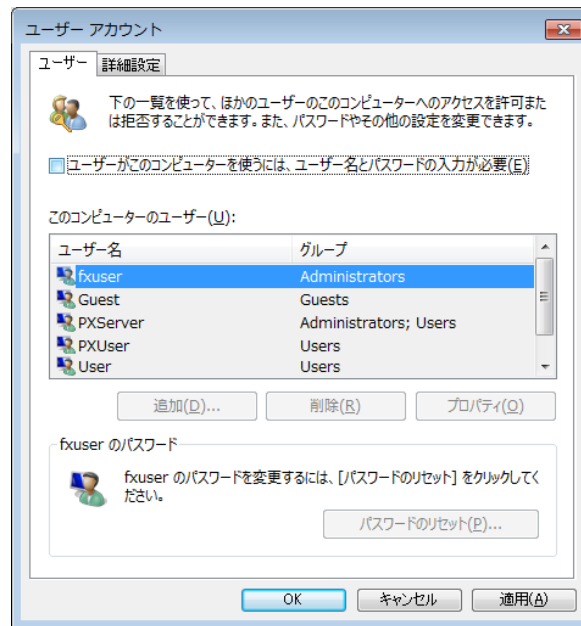 ユーザー アカウント
ユーザー
詳細設定
下の一覧を使って、ほかのユーザーのこのコンピューターへのアクセスを許可また
は拒否することができます。また、パスワードやその他の設定を変更できます。
ユーザーがこのコンピューターを使うには、ユーザー名とパスワードの入力が必要(E)
このコンピューターのユーザー(U):
ユーザー名 グループ
fxuser Administrators
Guest Guests
PXServer Administrators; Users
PXUser Users
User Users
追加(D)... 削除(R) プロパティ(O)
fxuser のパスワード
fxuser のパスワードを変更するには、[パスワードのリセット] をクリックしてく
ださい。
パスワードのリセット(P)...
OK キャンセル 適用(A)